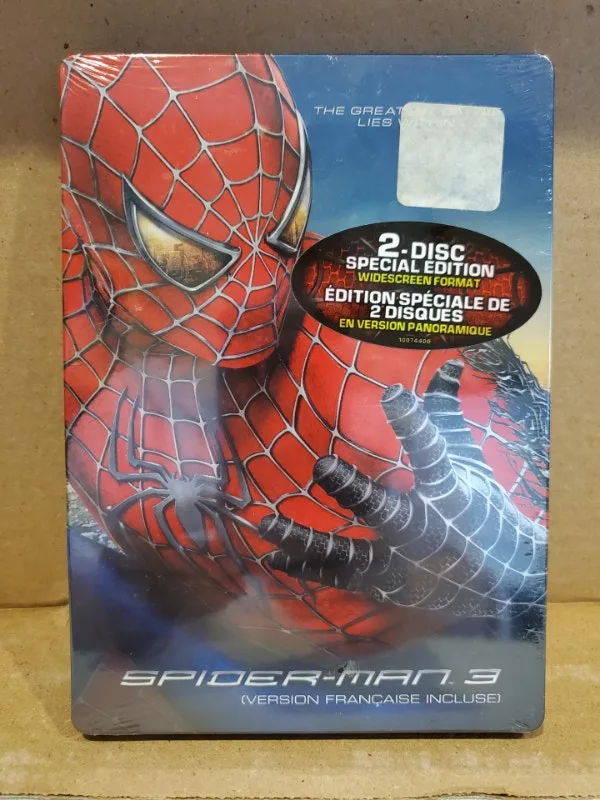 THE GREAT
LIES
2-DISC
SPECIAL EDITION
WIDESCREEN FORMAT
ÉDITION SPÉCIALE DE
2 DISQUES
EN VERSION PANORAMIQUE
SPIDER-MAN 3
(VERSION FRANÇAISE INCLUSE)